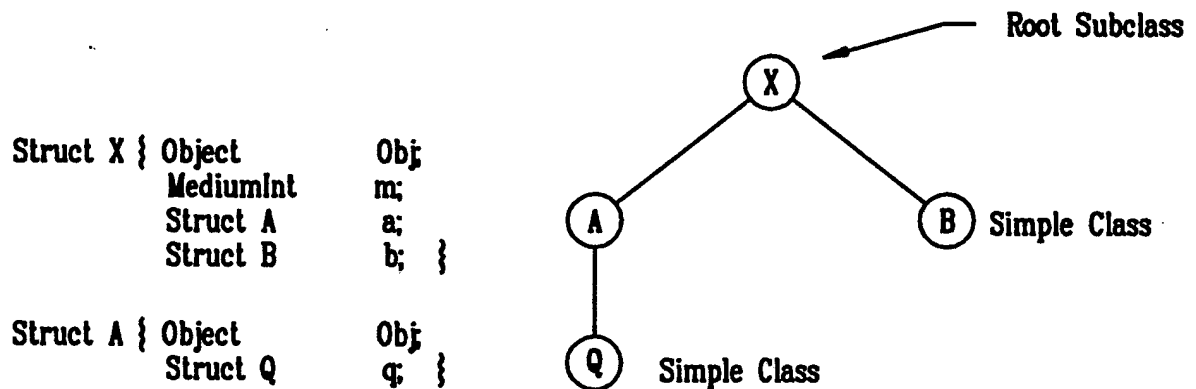 Root Subclass
X
Struct X { Object Obj;
MediumInt m;
Struct A a;
Struct B b; }
A
B Simple Class
Struct A { Object Obj;
Struct Q q; }
Q Simple Class